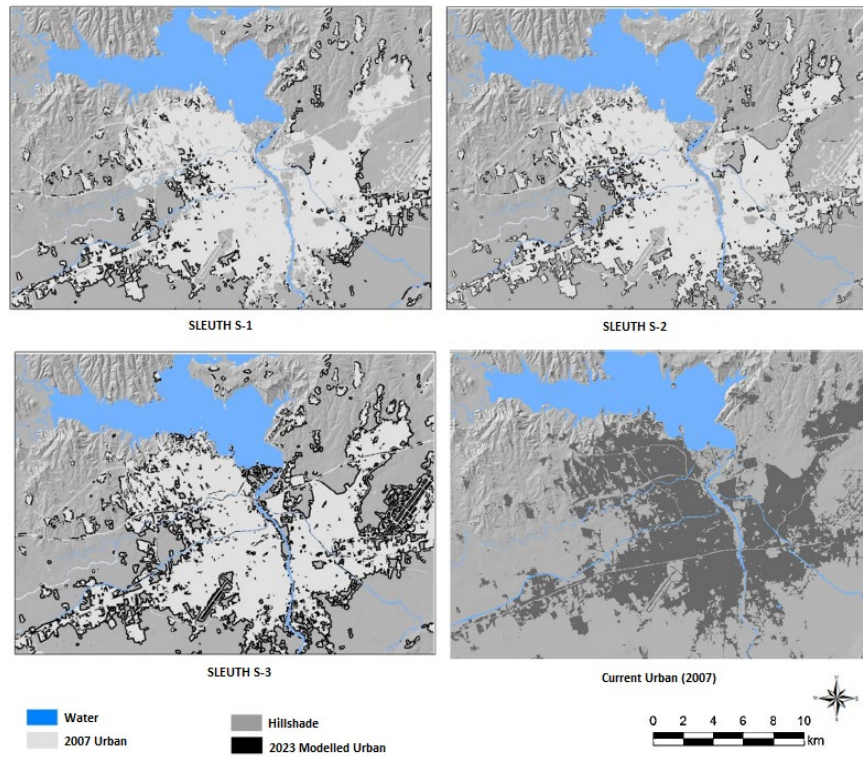 SLEUTH S-1
SLEUTH S-2
SLEUTH S-3
Current Urban (2007)
Water
Hillshade
2007 Urban
2023 Modelled Urban
N
W
E
S
0 2 4 6 8 10
km